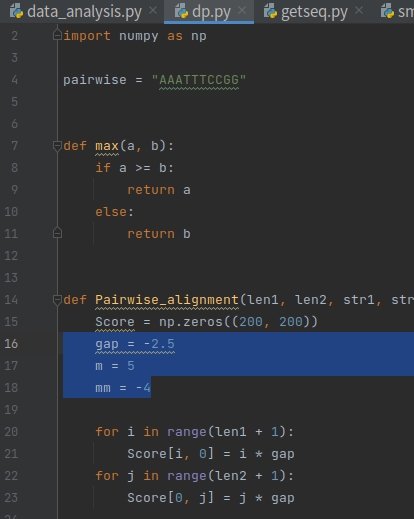 data_analysis.py × dp.py × getseq.py × sm
2 import numpy as np
3
4 pairwise = "AAATTTCCGG"
5
6
7 def max(a, b):
8 if a >= b:
9 return a
10 else:
11 return b
12
13
14 def Pairwise_alignment(len1, len2, str1, str
15 Score = np.zeros((200, 200))
16 gap = -2.5
17 m = 5
18 mm = -4
19
20 for i in range(len1 + 1):
21 Score[i, 0] = i * gap
22 for j in range(len2 + 1):
23 Score[0, j] = j * gap